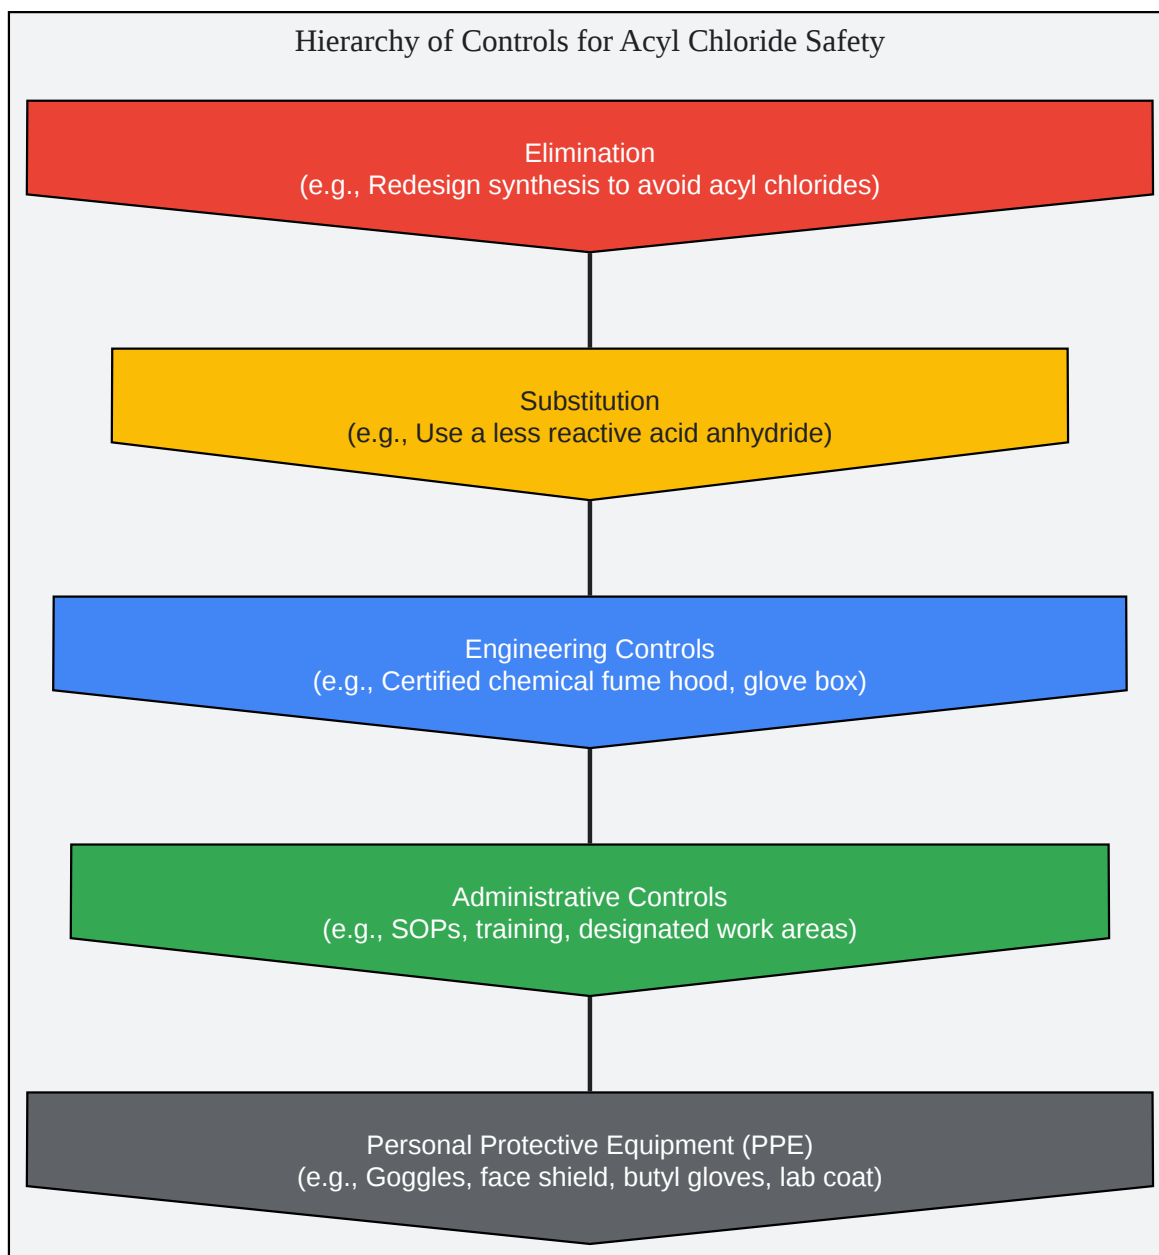 Hierarchy of Controls for Acyl Chloride Safety
Elimination
(e.g., Redesign synthesis to avoid acyl chlorides)
Substitution
(e.g., Use a less reactive acid anhydride)
Engineering Controls
(e.g., Certified chemical fume hood, glove box)
Administrative Controls
(e.g., SOPs, training, designated work areas)
Personal Protective Equipment (PPE)
(e.g., Goggles, face shield, butyl gloves, lab coat)